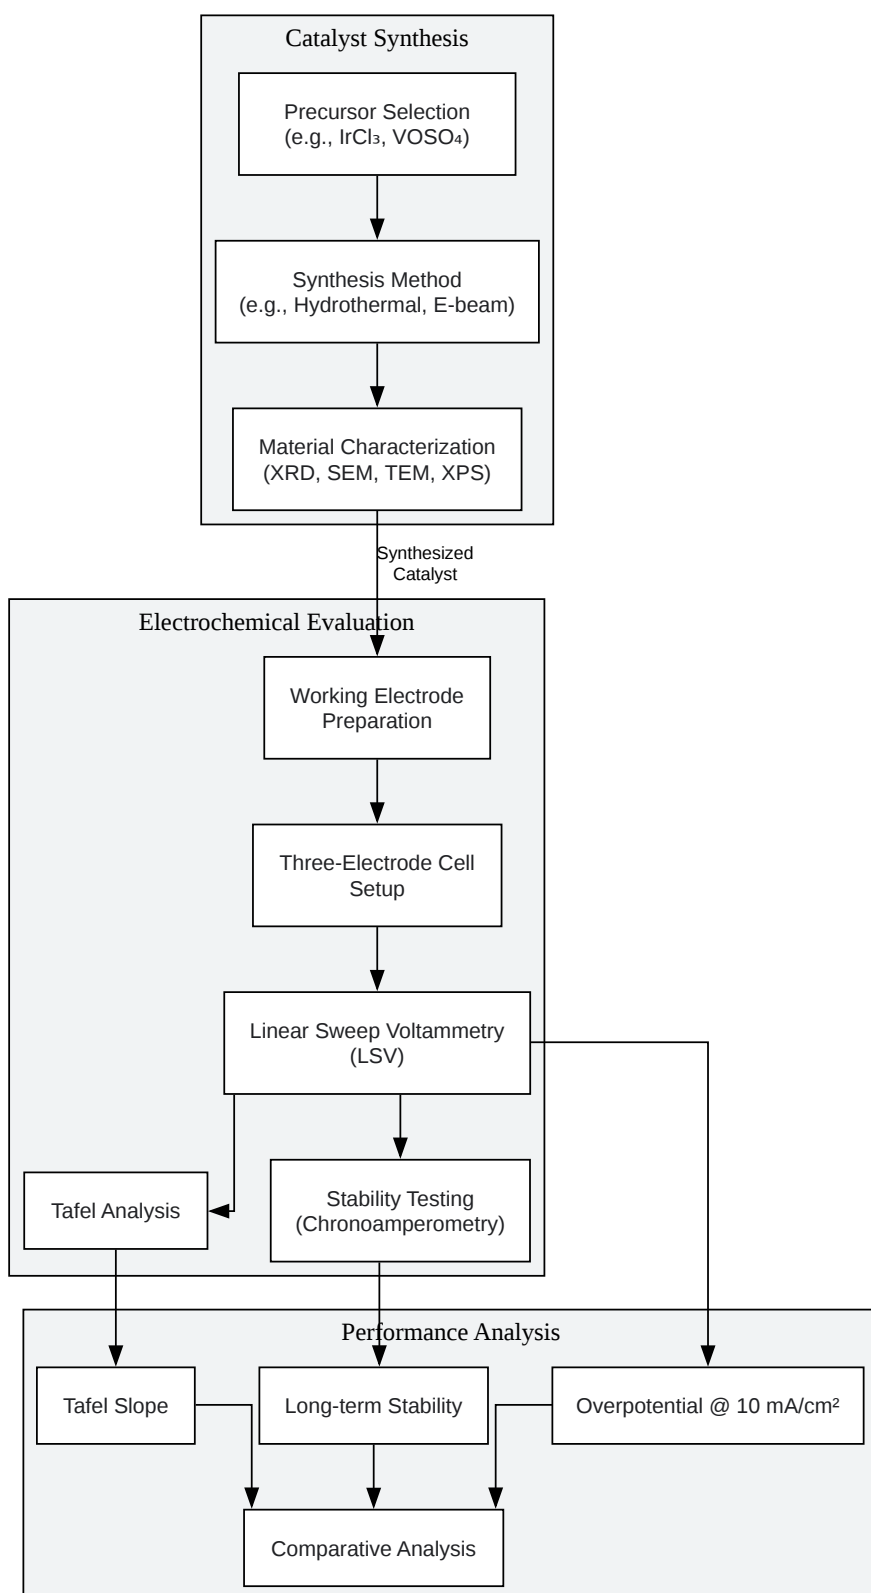 Catalyst Synthesis
Precursor Selection
(e.g., IrCl₃, VOSO₄)
Synthesis Method
(e.g., Hydrothermal, E-beam)
Material Characterization
(XRD, SEM, TEM, XPS)
Synthesized
Catalyst
Electrochemical Evaluation
Working Electrode
Preparation
Three-Electrode Cell
Setup
Linear Sweep Voltammetry
(LSV)
Tafel Analysis
Stability Testing
(Chronoamperometry)
Performance Analysis
Tafel Slope
Long-term Stability
Overpotential @ 10 mA/cm²
Comparative Analysis